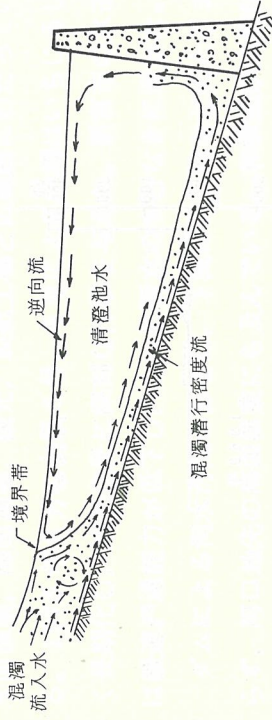 混濁
流入水
境界帯
逆向流
清澄池水
混濁潜行密度流